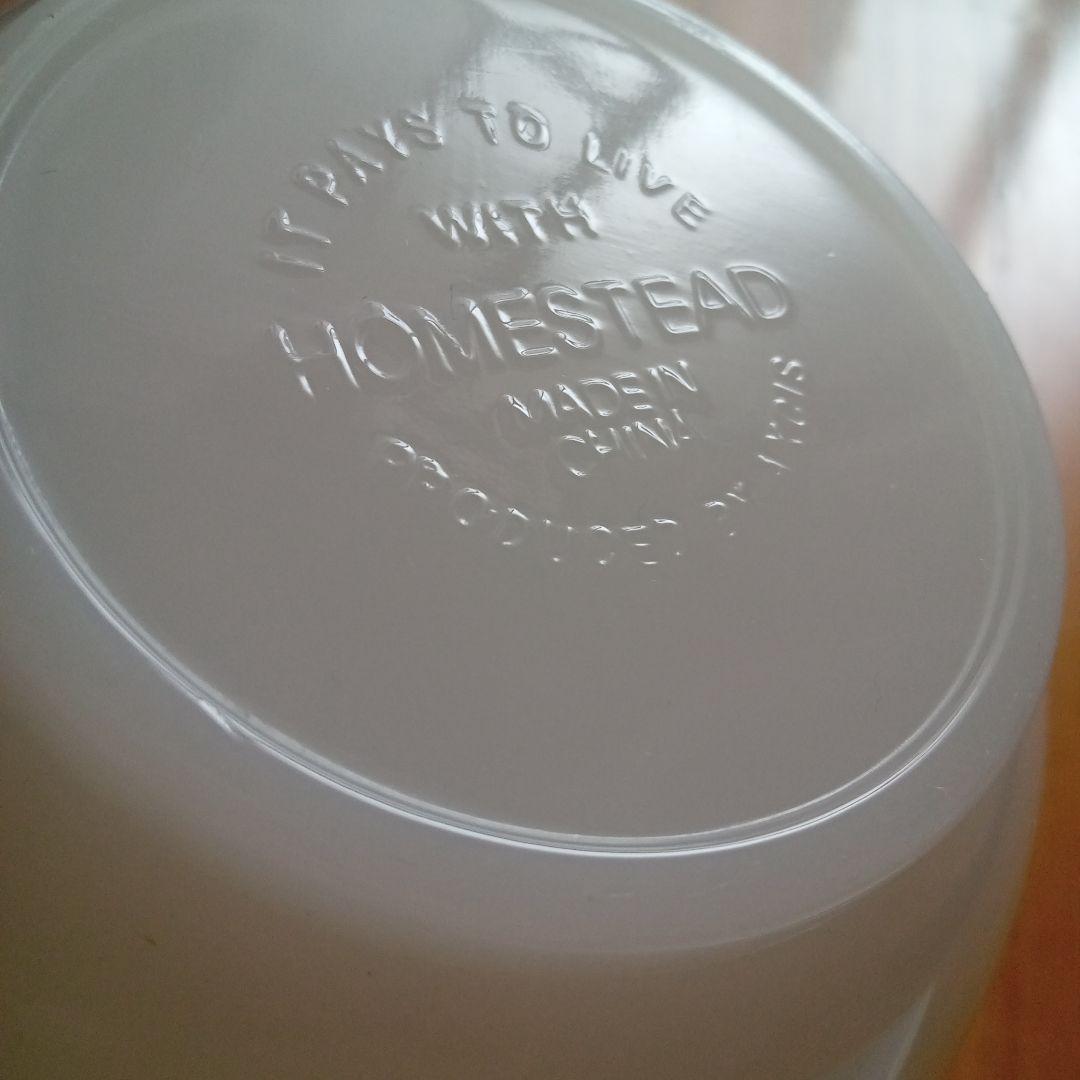 IT PAYS TO LIVE
WITH
HOMESTEAD
MADE IN
CHINA
PRODUCED BY